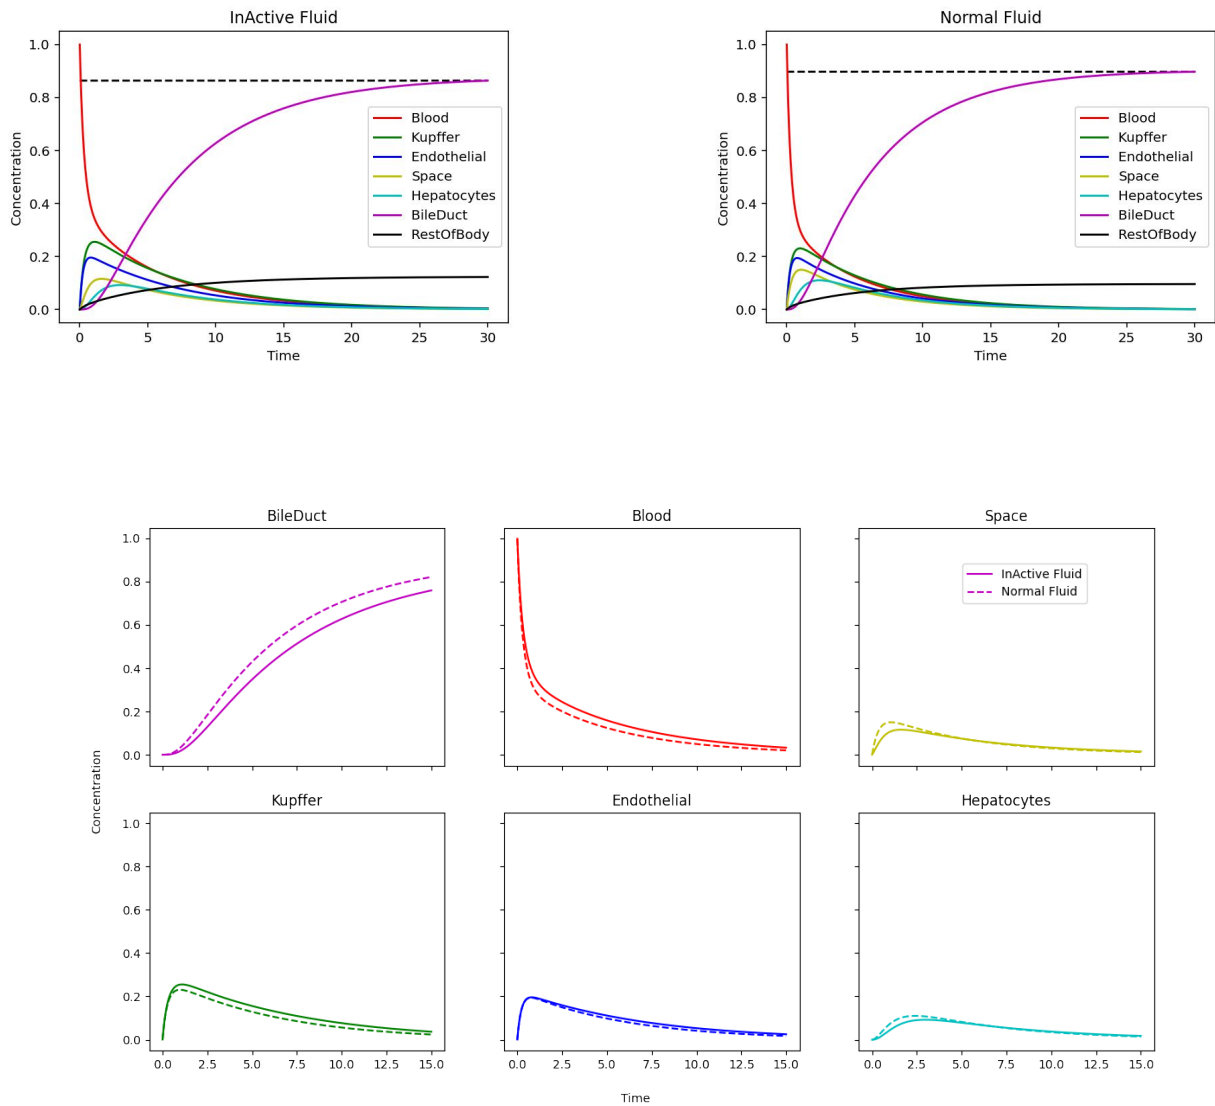 InActive Fluid
1.0
0.8
0.6
0.4
0.2
0.0
Concentration
Blood
Kupffer
Endothelial
Space
Hepatocytes
BileDuct
RestOfBody
0 5 10 15 20 25 30
Time
Normal Fluid
1.0
0.8
0.6
0.4
0.2
0.0
Concentration
Blood
Kupffer
Endothelial
Space
Hepatocytes
BileDuct
RestOfBody
0 5 10 15 20 25 30
Time
BileDuct
1.0
0.8
0.6
0.4
0.2
0.0
Blood
Space
InActive Fluid
Normal Fluid
Concentration
Kupffer
1.0
0.8
0.6
0.4
0.2
0.0
0.0 2.5 5.0 7.5 10.0 12.5 15.0
Endothelial
0.0 2.5 5.0 7.5 10.0 12.5 15.0
Hepatocytes
0.0 2.5 5.0 7.5 10.0 12.5 15.0
Time